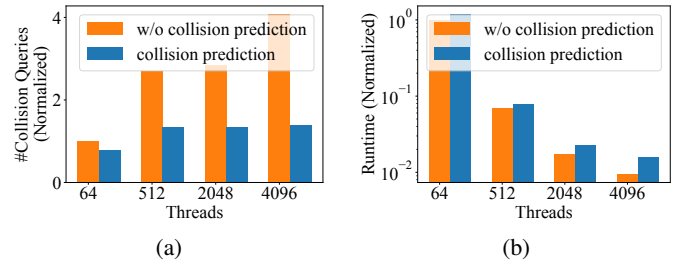 4
2
0
#Collision Queries
(Normalized)
w/o collision prediction
collision prediction
64 512 2048 4096
Threads
(a)
10^0
10^-1
10^-2
Runtime (Normalized)
w/o collision prediction
collision prediction
64 512 2048 4096
Threads
(b)